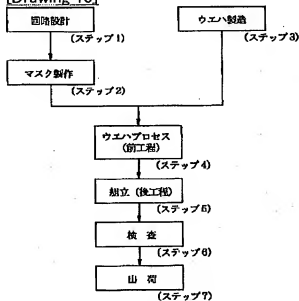 [Drawing 10]
回路設計
(ステップ1)
マスク製作
(ステップ2)
ウエハ製造
(ステップ3)
ウエハプロセス
(前工程)
(ステップ4)
組立(後工程)
(ステップ5)
検 査
(ステップ6)
出 荷
(ステップ7)